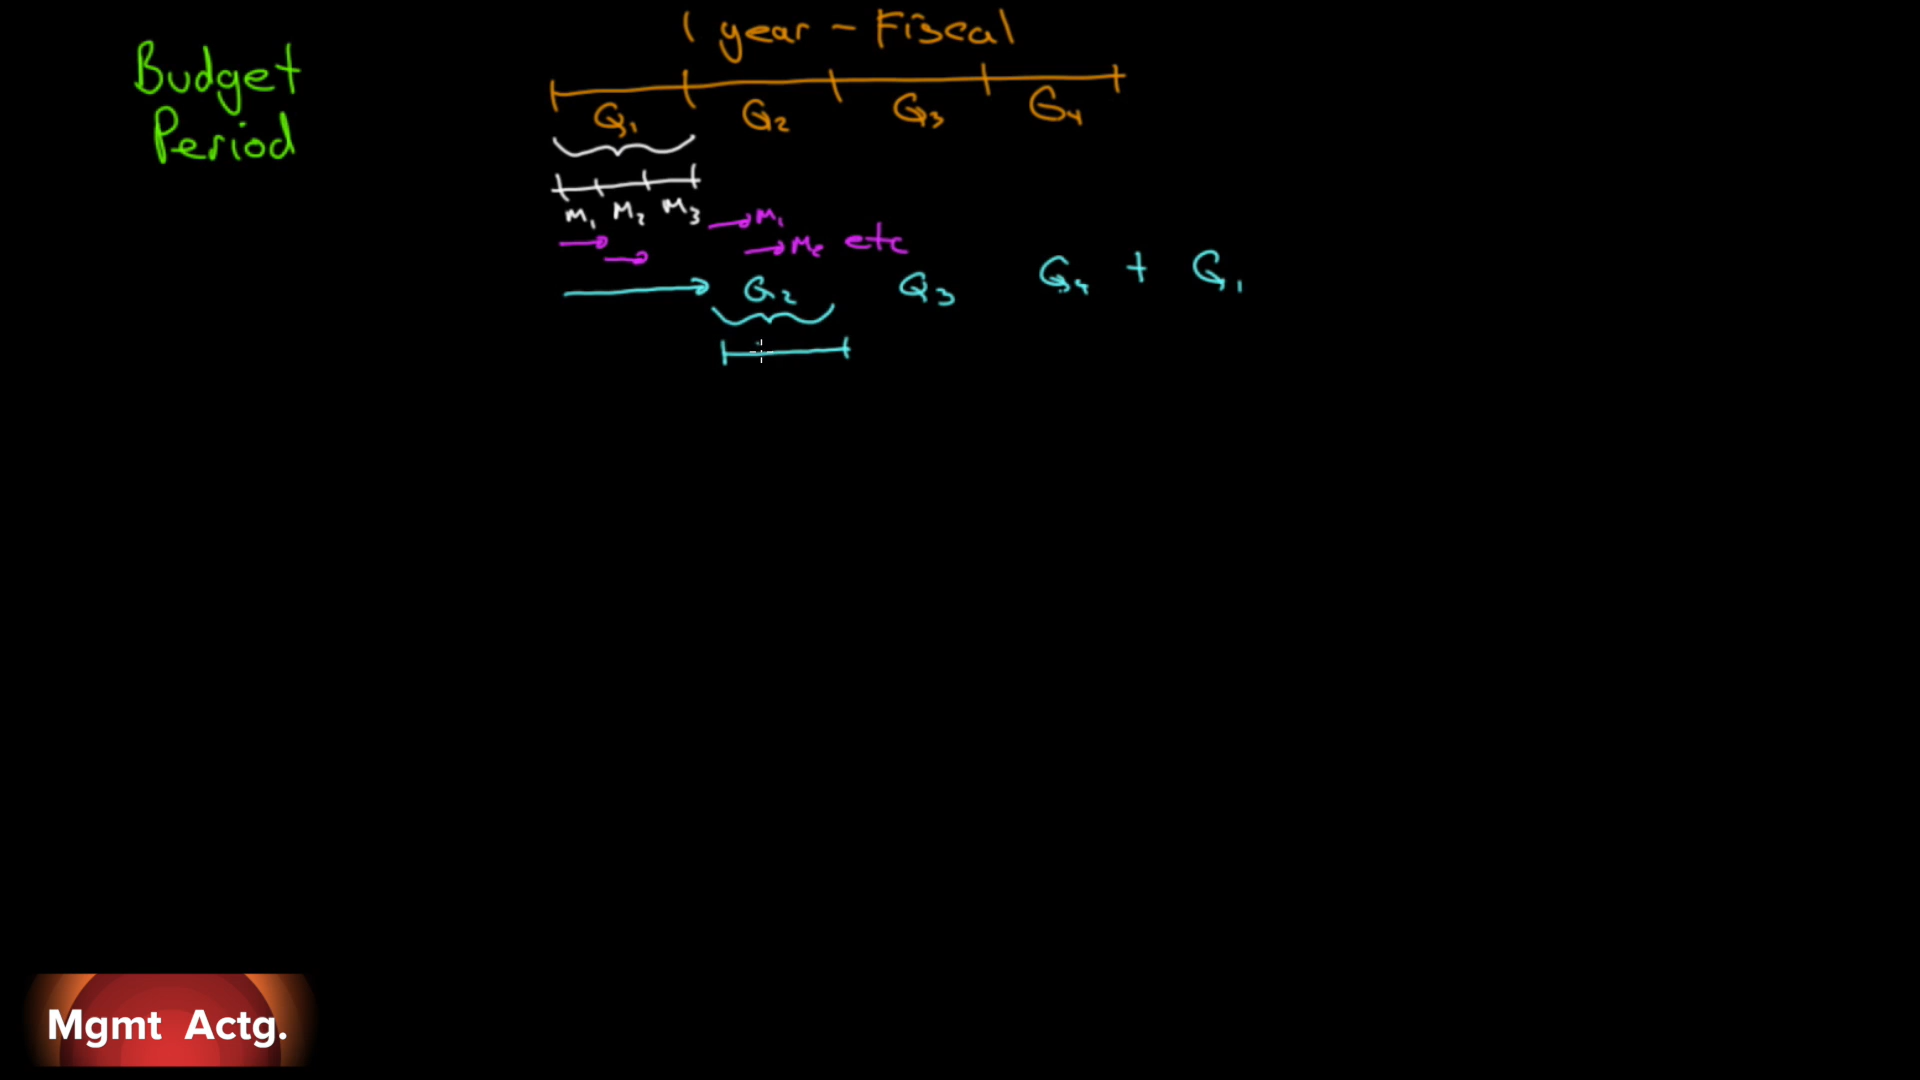 Budget
Period
1 year - Fiscal
Q1 Q2 Q3 Q4
M1 M2 M3
M1
M2 etc
Q2 Q3 Q4 + Q1
Mgmt Actg.